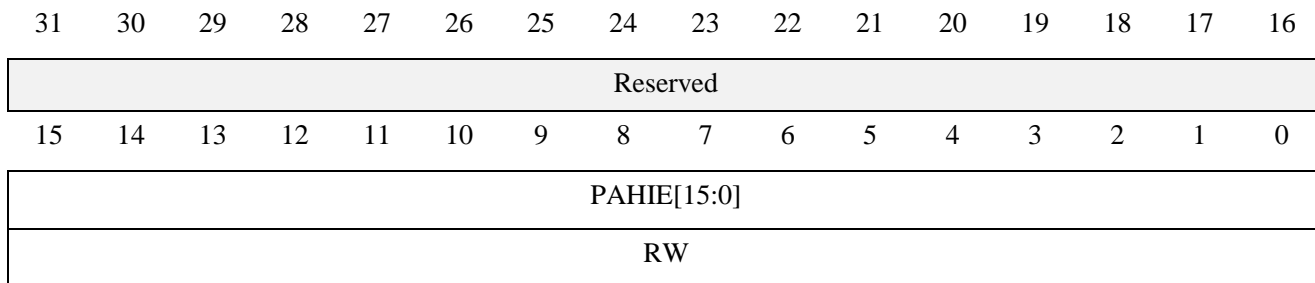 31 30 29 28 27 26 25 24 23 22 21 20 19 18 17 16
Reserved
15 14 13 12 11 10 9 8 7 6 5 4 3 2 1 0
PAHIE[15:0]
RW